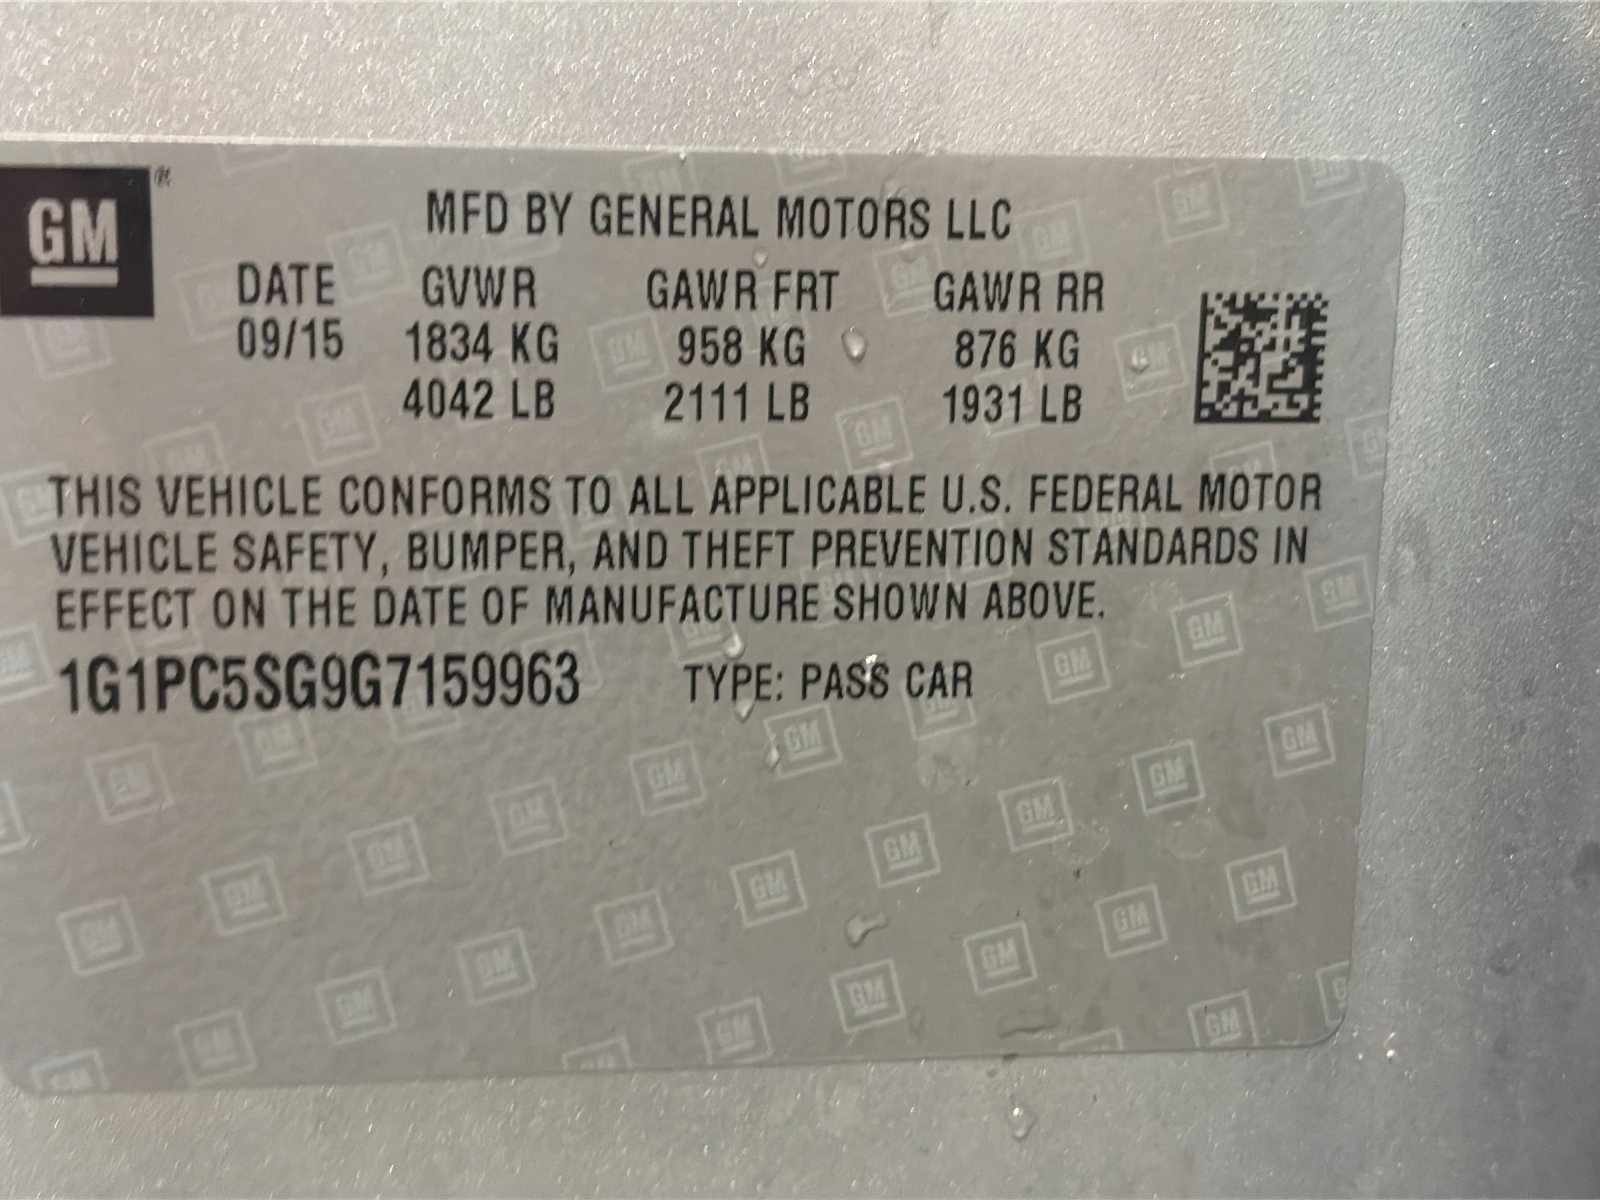 GM®
MFD BY GENERAL MOTORS LLC
DATE GVWR GAWR FRT GAWR RR
09/15 1834 KG 958 KG 876 KG
4042 LB 2111 LB 1931 LB
THIS VEHICLE CONFORMS TO ALL APPLICABLE U.S. FEDERAL MOTOR
VEHICLE SAFETY, BUMPER, AND THEFT PREVENTION STANDARDS IN
EFFECT ON THE DATE OF MANUFACTURE SHOWN ABOVE.
1G1PC5SG9G7159963 TYPE: PASS CAR